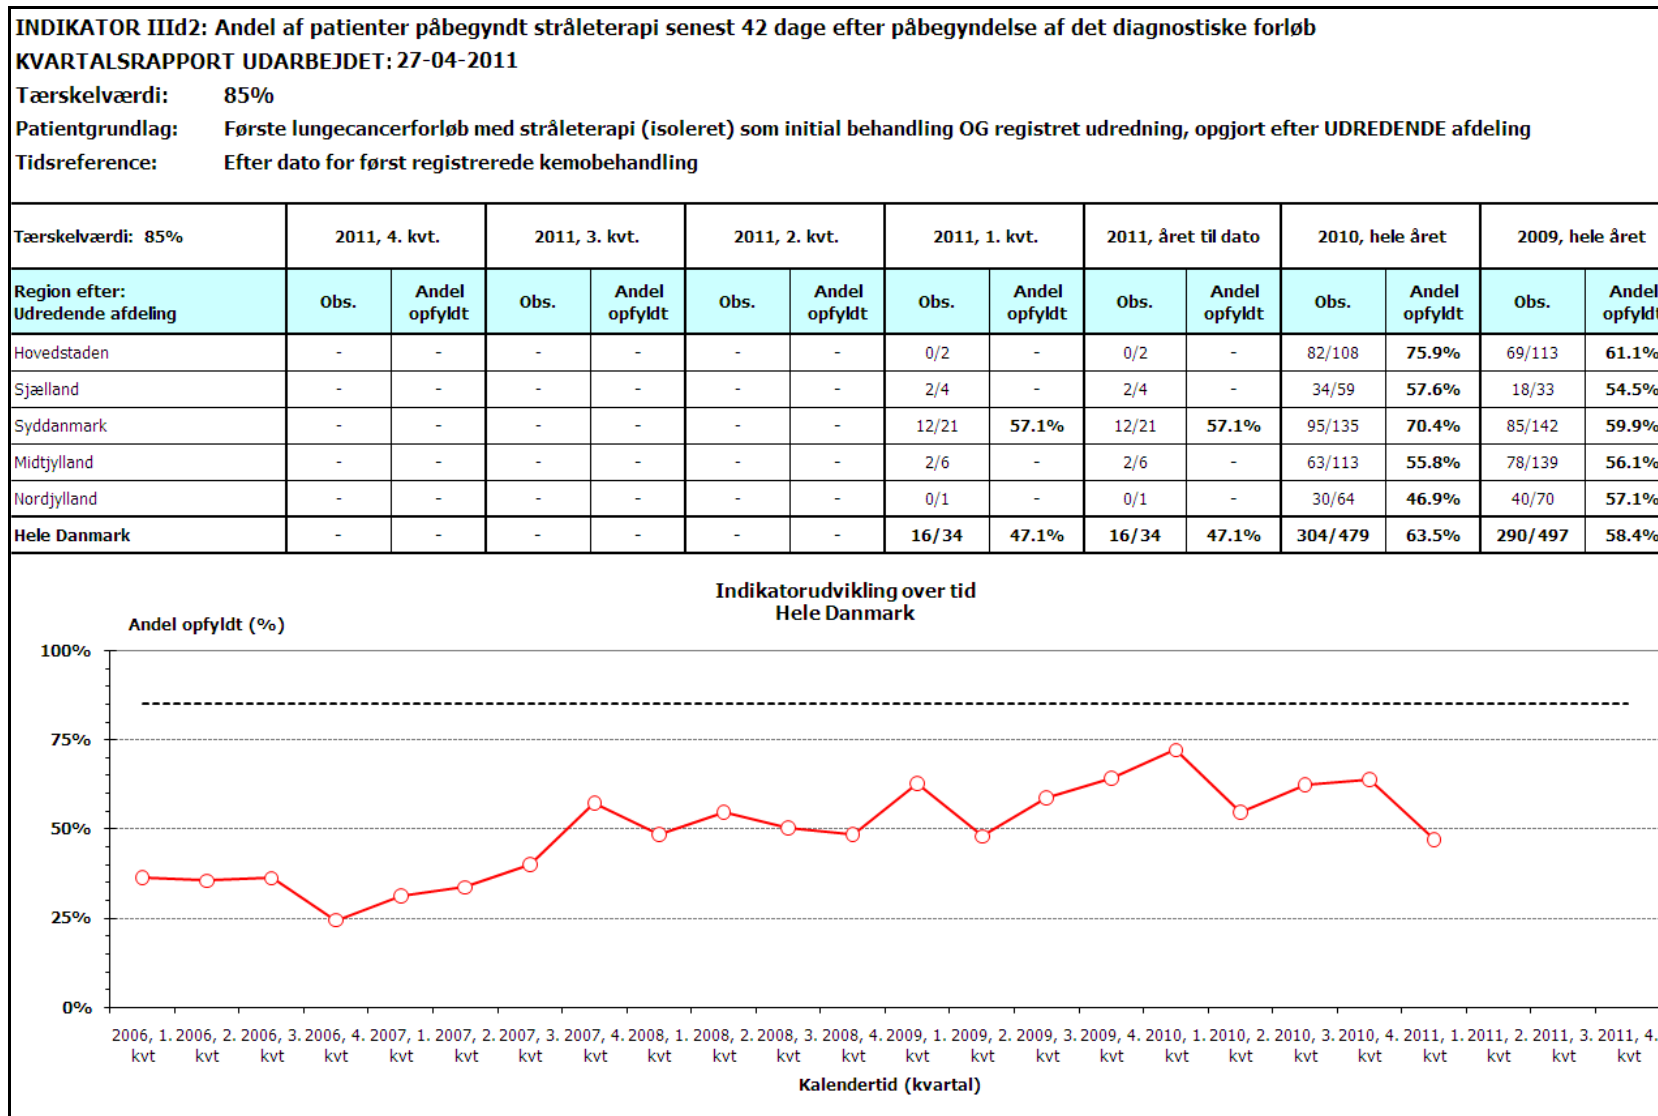 INDIKATOR IIId2: Andel af patienter påbegyndt stråleterapi senest 42 dage efter påbegyndelse af det diagnostiske forløb
KVARTALSRAPPORT UDARBEJDET: 27-04-2011
Tærskelværdi: 85%
Patientgrundlag: Første lungecancerforløb med stråleterapi (isoleret) som initial behandling OG registret udredning, opgjort efter UDREDENDE afdeling
Tidsreference: Efter dato for først registrerede kemobehandling
Tærskelværdi: 85% 2011, 4. kvt. 2011, 3. kvt. 2011, 2. kvt. 2011, 1. kvt. 2011, året til dato 2010, hele året 2009, hele året
Region efter: Udredende afdeling Obs. Andel opfyldt Obs. Andel opfyldt Obs. Andel opfyldt Obs. Andel opfyldt Obs. Andel opfyldt Obs. Andel opfyldt Obs. Andel opfyldt
Hovedstaden - - - - - - 0/2 - 0/2 - 82/108 75.9% 69/113 61.1%
Sjælland - - - - - - 2/4 - 2/4 - 34/59 57.6% 18/33 54.5%
Syddanmark - - - - - - 12/21 57.1% 12/21 57.1% 95/135 70.4% 85/142 59.9%
Midtjylland - - - - - - 2/6 - 2/6 - 63/113 55.8% 78/139 56.1%
Nordjylland - - - - - - 0/1 - 0/1 - 30/64 46.9% 40/70 57.1%
Hele Danmark - - - - - - 16/34 47.1% 16/34 47.1% 304/479 63.5% 290/497 58.4%
Indikatorudvikling over tid
Hele Danmark
Andel opfyldt (%)
100%
75%
50%
25%
0%
2006, 1. 2006, 2. 2006, 3. 2006, 4. 2007, 1. 2007, 2. 2007, 3. 2007, 4. 2008, 1. 2008, 2. 2008, 3. 2008, 4. 2009, 1. 2009, 2. 2009, 3. 2009, 4. 2010, 1. 2010, 2. 2010, 3. 2010, 4. 2011, 1. 2011, 2. 2011, 3. 2011, 4.
kvt kvt kvt kvt kvt kvt kvt kvt kvt kvt kvt kvt kvt kvt kvt kvt kvt kvt kvt kvt kvt kvt kvt kvt
Kalendertid (kvartal)